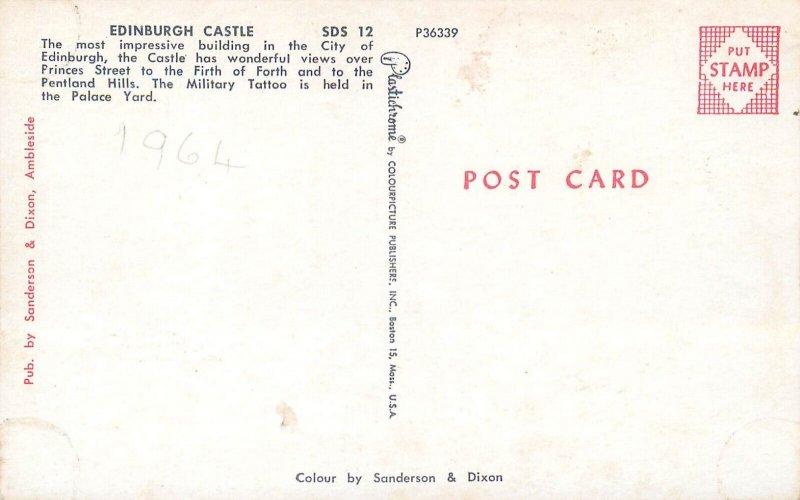 EDINBURGH CASTLE SDS 12 P36339
The most impressive building in the City of
Edinburgh, the Castle has wonderful views over
Princes Street to the Firth of Forth and to the
Pentland Hills. The Military Tattoo is held in
the Palace Yard.
1964
Pub. by Sanderson & Dixon, Ambleside
Plastichrome® by COLOURPICTURE PUBLISHERS, INC., Boston 15, Mass., U.S.A.
PUT
STAMP
HERE
POST CARD
Colour by Sanderson & Dixon